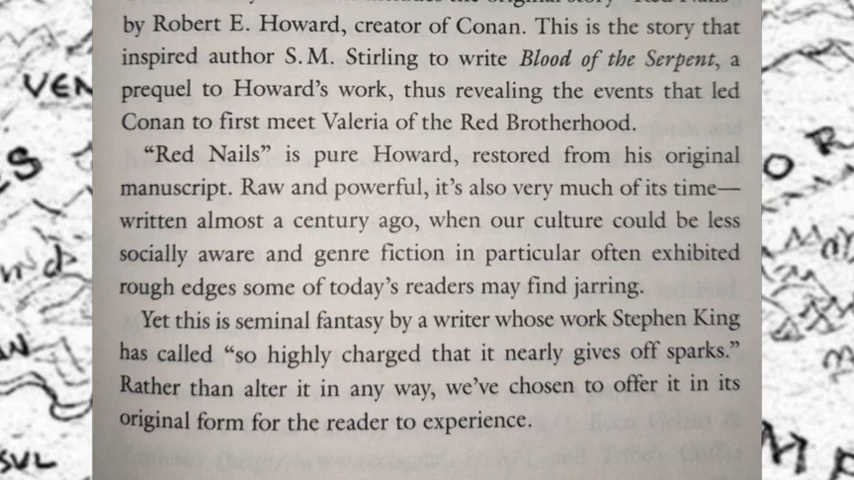 by Robert E. Howard, creator of Conan. This is the story that
inspired author S. M. Stirling to write Blood of the Serpent, a
prequel to Howard's work, thus revealing the events that led
Conan to first meet Valeria of the Red Brotherhood.
"Red Nails" is pure Howard, restored from his original
manuscript. Raw and powerful, it's also very much of its time—
written almost a century ago, when our culture could be less
socially aware and genre fiction in particular often exhibited
rough edges some of today's readers may find jarring.
Yet this is seminal fantasy by a writer whose work Stephen King
has called "so highly charged that it nearly gives off sparks."
Rather than alter it in any way, we've chosen to offer it in its
original form for the reader to experience.